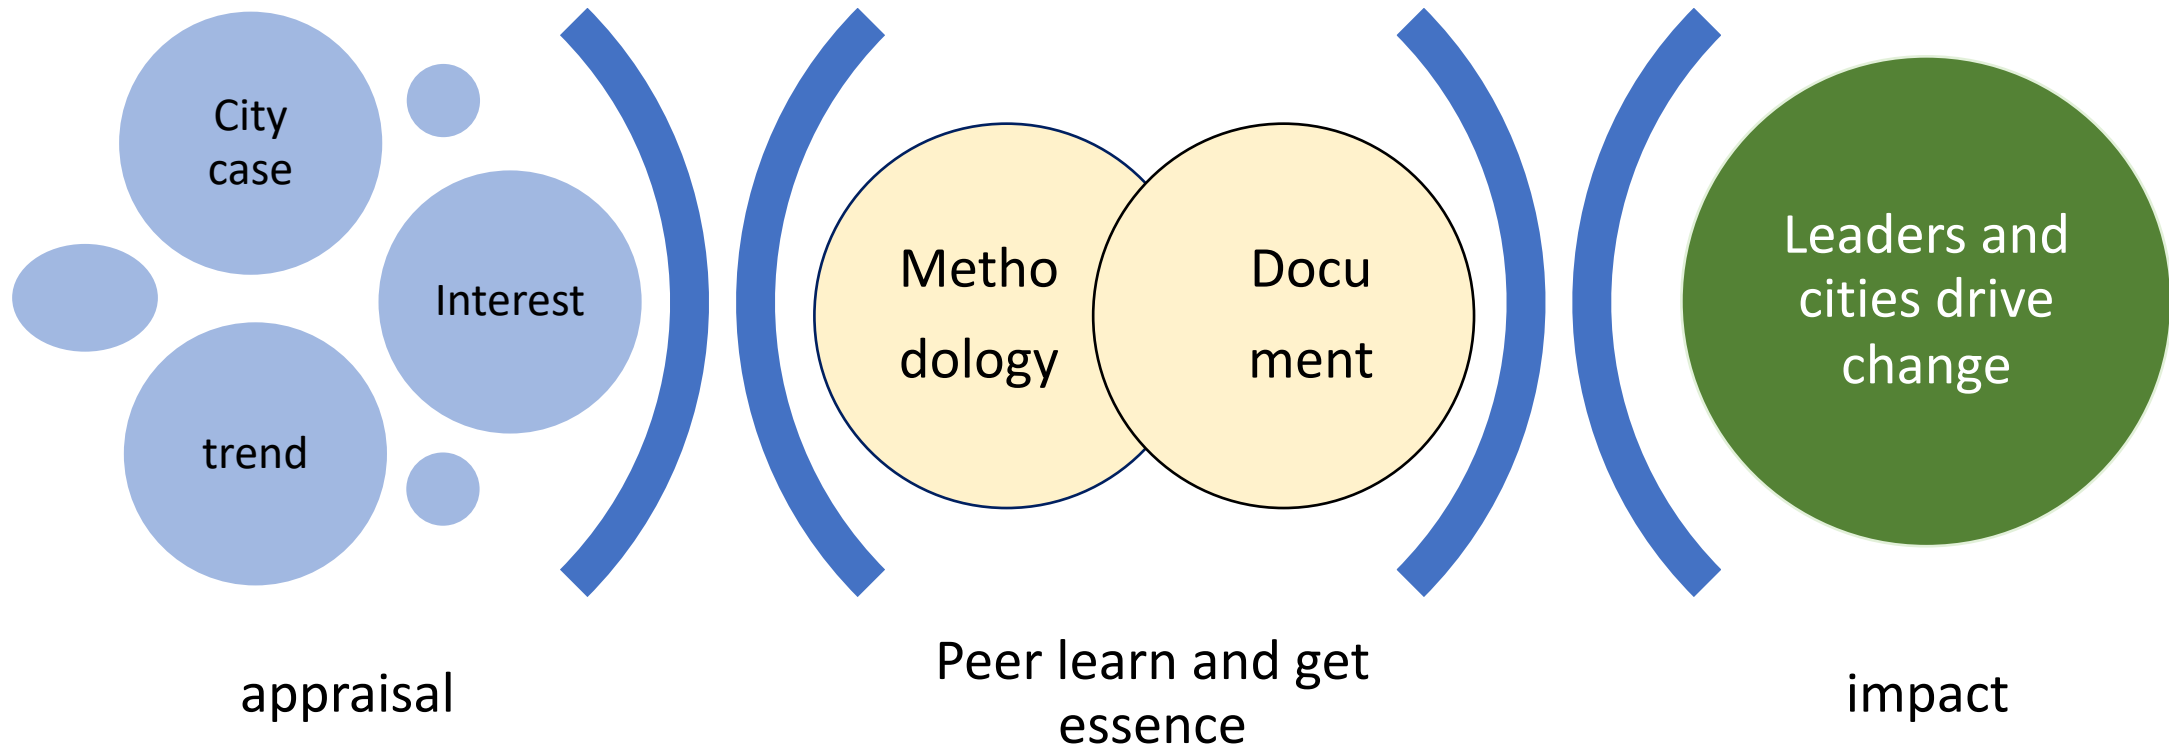 City
case
Interest
trend
appraisal
Metho
dology
Docu
ment
Peer learn and get
essence
Leaders and
cities drive
change
impact